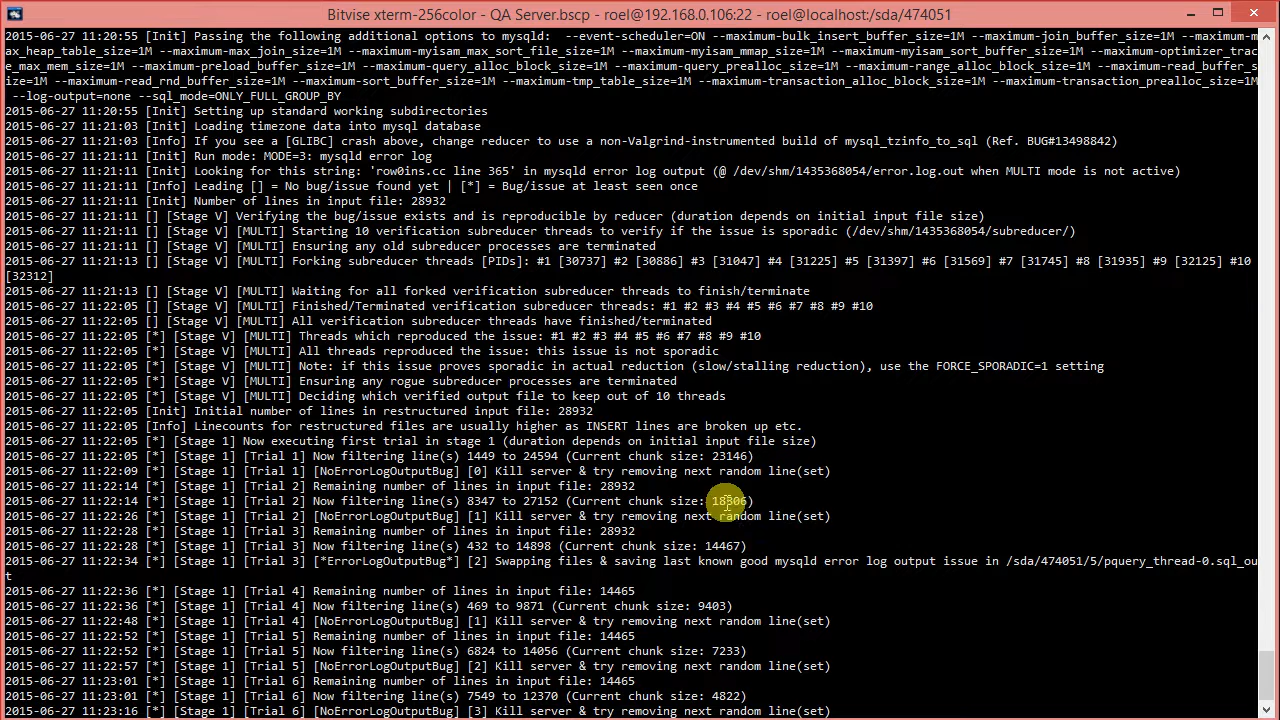 Bitvise xterm-256color - QA Server.bscp - roel@192.168.0.106:22 - roel@localhost:/sda/474051
2015-06-27 11:20:55 [Init] Passing the following additional options to mysqld:  --event-scheduler=ON --maximum-bulk_insert_buffer_size=1M --maximum-join_buffer_size=1M --maximum-m
ax_heap_table_size=1M --maximum-max_join_size=1M --maximum-myisam_max_sort_file_size=1M --maximum-myisam_mmap_size=1M --maximum-myisam_sort_buffer_size=1M --maximum-optimizer_trac
e_max_mem_size=1M --maximum-preload_buffer_size=1M --maximum-query_alloc_block_size=1M --maximum-query_prealloc_size=1M --maximum-range_alloc_block_size=1M --maximum-read_buffer_s
ize=1M --maximum-read_rnd_buffer_size=1M --maximum-sort_buffer_size=1M --maximum-tmp_table_size=1M --maximum-transaction_alloc_block_size=1M --maximum-transaction_prealloc_size=1M
 --log-output=none --sql_mode=ONLY_FULL_GROUP_BY
2015-06-27 11:20:55 [Init] Setting up standard working subdirectories
2015-06-27 11:21:03 [Init] Loading timezone data into mysql database
2015-06-27 11:21:03 [Info] If you see a [GLIBC] crash above, change reducer to use a non-Valgrind-instrumented build of mysql_tzinfo_to_sql (Ref. BUG#13498842)
2015-06-27 11:21:11 [Init] Run mode: MODE=3: mysqld error log
2015-06-27 11:21:11 [Init] Looking for this string: 'row0ins.cc line 365' in mysqld error log output (@ /dev/shm/1435368054/error.log.out when MULTI mode is not active)
2015-06-27 11:21:11 [Info] Leading [] = No bug/issue found yet | [*] = Bug/issue at least seen once
2015-06-27 11:21:11 [Init] Number of lines in input file: 28932
2015-06-27 11:21:11 [] [Stage V] Verifying the bug/issue exists and is reproducible by reducer (duration depends on initial input file size)
2015-06-27 11:21:11 [] [Stage V] [MULTI] Starting 10 verification subreducer threads to verify if the issue is sporadic (/dev/shm/1435368054/subreducer/)
2015-06-27 11:21:11 [] [Stage V] [MULTI] Ensuring any old subreducer processes are terminated
2015-06-27 11:21:13 [] [Stage V] [MULTI] Forking subreducer threads [PIDs]: #1 [30737] #2 [30886] #3 [31047] #4 [31225] #5 [31397] #6 [31569] #7 [31745] #8 [31935] #9 [32125] #10
[32312]
2015-06-27 11:21:13 [] [Stage V] [MULTI] Waiting for all forked verification subreducer threads to finish/terminate
2015-06-27 11:22:05 [] [Stage V] [MULTI] Finished/Terminated verification subreducer threads: #1 #2 #3 #4 #5 #6 #7 #8 #9 #10
2015-06-27 11:22:05 [] [Stage V] [MULTI] All verification subreducer threads have finished/terminated
2015-06-27 11:22:05 [*] [Stage V] [MULTI] Threads which reproduced the issue: #1 #2 #3 #4 #5 #6 #7 #8 #9 #10
2015-06-27 11:22:05 [*] [Stage V] [MULTI] All threads reproduced the issue: this issue is not sporadic
2015-06-27 11:22:05 [*] [Stage V] [MULTI] Note: if this issue proves sporadic in actual reduction (slow/stalling reduction), use the FORCE_SPORADIC=1 setting
2015-06-27 11:22:05 [*] [Stage V] [MULTI] Ensuring any rogue subreducer processes are terminated
2015-06-27 11:22:05 [*] [Stage V] [MULTI] Deciding which verified output file to keep out of 10 threads
2015-06-27 11:22:05 [Init] Initial number of lines in restructured input file: 28932
2015-06-27 11:22:05 [Info] Linecounts for restructured files are usually higher as INSERT lines are broken up etc.
2015-06-27 11:22:05 [*] [Stage 1] Now executing first trial in stage 1 (duration depends on initial input file size)
2015-06-27 11:22:05 [*] [Stage 1] [Trial 1] Now filtering line(s) 1449 to 24594 (Current chunk size: 23146)
2015-06-27 11:22:09 [*] [Stage 1] [Trial 1] [NoErrorLogOutputBug] [0] Kill server & try removing next random line(set)
2015-06-27 11:22:14 [*] [Stage 1] [Trial 2] Remaining number of lines in input file: 28932
2015-06-27 11:22:14 [*] [Stage 1] [Trial 2] Now filtering line(s) 8347 to 27152 (Current chunk size: 18806)
2015-06-27 11:22:26 [*] [Stage 1] [Trial 2] [NoErrorLogOutputBug] [1] Kill server & try removing next random line(set)
2015-06-27 11:22:28 [*] [Stage 1] [Trial 3] Remaining number of lines in input file: 28932
2015-06-27 11:22:28 [*] [Stage 1] [Trial 3] Now filtering line(s) 432 to 14898 (Current chunk size: 14467)
2015-06-27 11:22:34 [*] [Stage 1] [Trial 3] [*ErrorLogOutputBug*] [2] Swapping files & saving last known good mysqld error log output issue in /sda/474051/5/pquery_thread-0.sql_ou
t
2015-06-27 11:22:36 [*] [Stage 1] [Trial 4] Remaining number of lines in input file: 14465
2015-06-27 11:22:36 [*] [Stage 1] [Trial 4] Now filtering line(s) 469 to 9871 (Current chunk size: 9403)
2015-06-27 11:22:48 [*] [Stage 1] [Trial 4] [NoErrorLogOutputBug] [1] Kill server & try removing next random line(set)
2015-06-27 11:22:52 [*] [Stage 1] [Trial 5] Remaining number of lines in input file: 14465
2015-06-27 11:22:52 [*] [Stage 1] [Trial 5] Now filtering line(s) 6824 to 14056 (Current chunk size: 7233)
2015-06-27 11:22:57 [*] [Stage 1] [Trial 5] [NoErrorLogOutputBug] [2] Kill server & try removing next random line(set)
2015-06-27 11:23:01 [*] [Stage 1] [Trial 6] Remaining number of lines in input file: 14465
2015-06-27 11:23:01 [*] [Stage 1] [Trial 6] Now filtering line(s) 7549 to 12370 (Current chunk size: 4822)
2015-06-27 11:23:16 [*] [Stage 1] [Trial 6] [NoErrorLogOutputBug] [3] Kill server & try removing next random line(set)